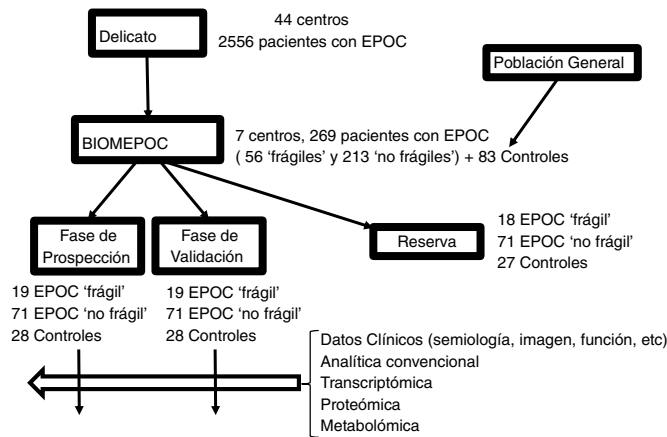 44 centros
Delicato
2556 pacientes con EPOC
Población General
BIOMEPOC
7 centros, 269 pacientes con EPOC
( 56 ‘frágiles’ y 213 ‘no frágiles’) + 83 Controles
Fase de
Prospección
Fase de
Validación
Reserva
18 EPOC ‘frágil’
71 EPOC ‘no frágil’
27 Controles
19 EPOC ‘frágil’
71 EPOC ‘no frágil’
28 Controles
19 EPOC ‘frágil’
71 EPOC ‘no frágil’
28 Controles
Datos Clínicos (semiología, imagen, función, etc)
Analítica convencional
Transcriptómica
Proteómica
Metabolómica